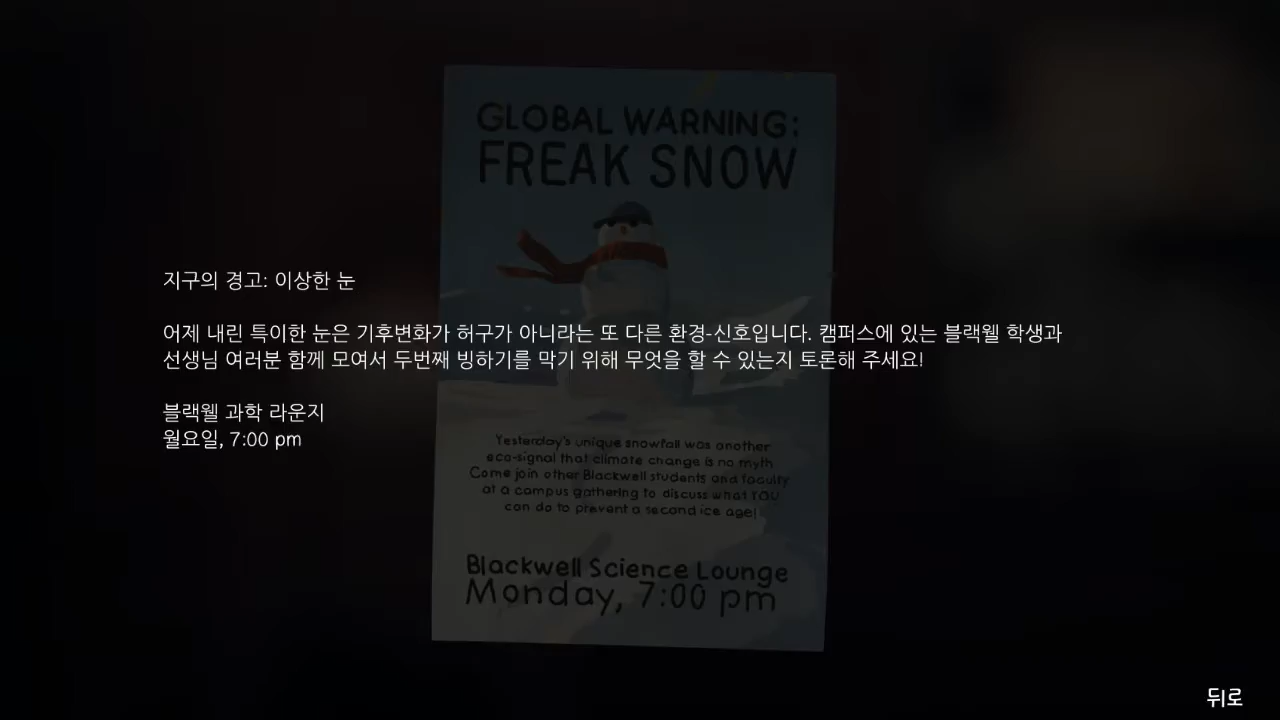 GLOBAL WARNING:
FREAK SNOW
지구의 경고: 이상한 눈
어제 내린 특이한 눈은 기후변화가 허구가 아니라는 또 다른 환경-신호입니다. 캠퍼스에 있는 블랙웰 학생과
선생님 여러분 함께 모여서 두번째 빙하기를 막기 위해 무엇을 할 수 있는지 토론해 주세요!
블랙웰 과학 라운지
월요일, 7:00 pm
Yesterday's unique snowfall was another
eco-signal that climate change is no myth
Come join other Blackwell students and faculty
at a campus gathering to discuss what YOU
can do to prevent a second ice age!
Blackwell Science Lounge
Monday, 7:00 pm
뒤로